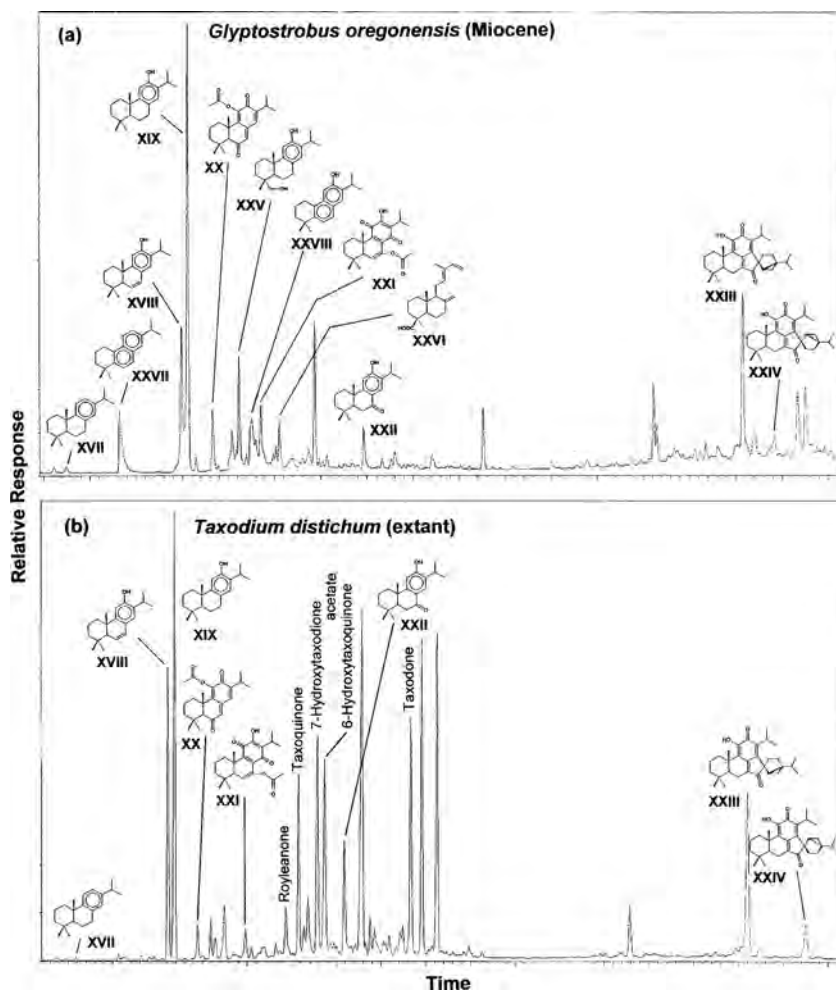 (a)
Glyptostrobus oregonensis (Miocene)
XIX
XX
XXV
XXVIII
XXI
XXVI
XVIII
XXVII
XVII
XXII
XXIII
XXIV
Relative Response
(b)
Taxodium distichum (extant)
XVIII
XIX
XX
XXI
XVII
Royleanone
Taxoquinone
7-Hydroxytaxodione
acetate
6-Hydroxytaxoquinone
XXII
Taxodone
XXIII
XXIV
Time